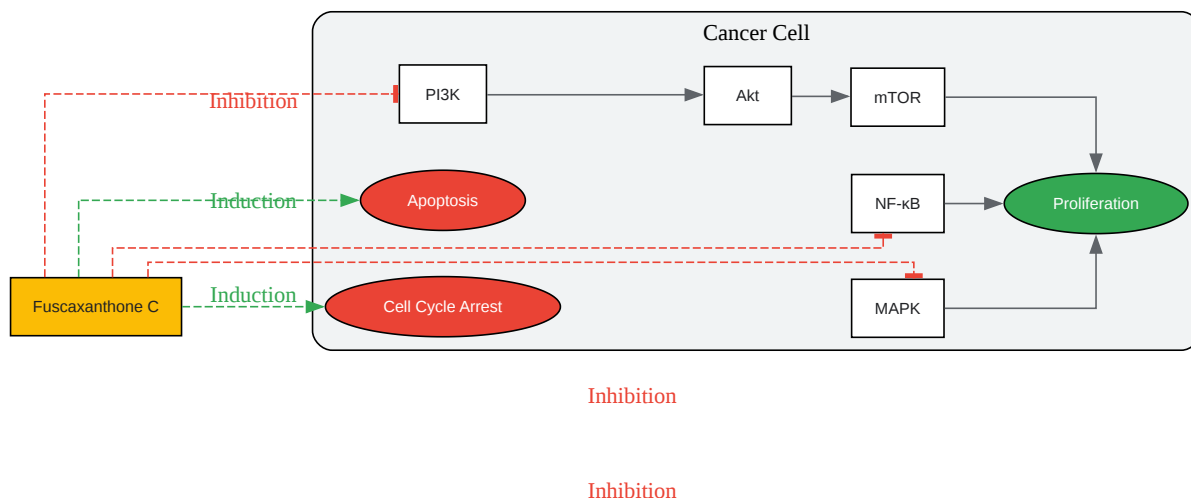 Cancer Cell
Inhibition
PI3K
Akt
mTOR
Induction
Apoptosis
NF-κB
Proliferation
Fuscaxanthone C
Induction
Cell Cycle Arrest
MAPK
Inhibition
Inhibition